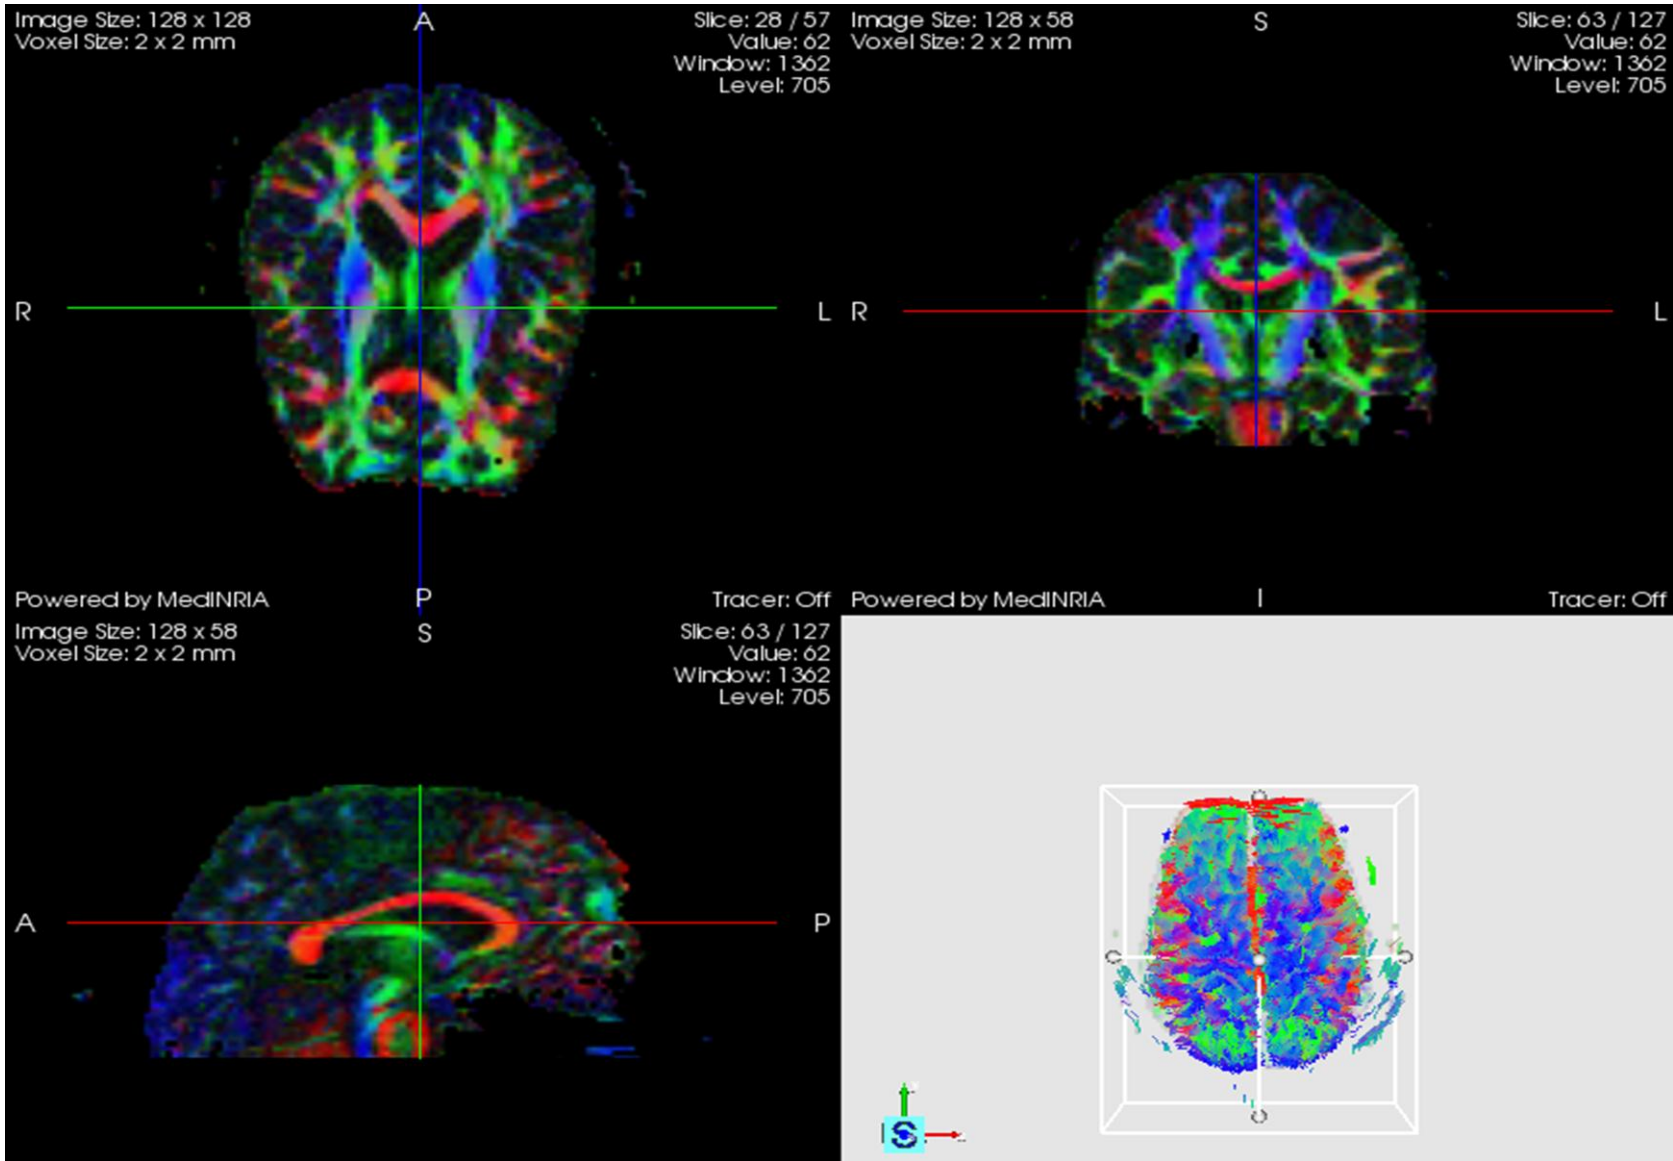 Image Size: 128 x 128
Voxel Size: 2 x 2 mm
A
Slice: 28 / 57
Value: 62
Window: 1362
Level: 705
R
L
Powered by MedINRIA
P
Tracer: Off
Image Size: 128 x 58
Voxel Size: 2 x 2 mm
S
Slice: 63 / 127
Value: 62
Window: 1362
Level: 705
R
L
Powered by MedINRIA
I
Tracer: Off
Image Size: 128 x 58
Voxel Size: 2 x 2 mm
S
Slice: 63 / 127
Value: 62
Window: 1362
Level: 705
A
P
S